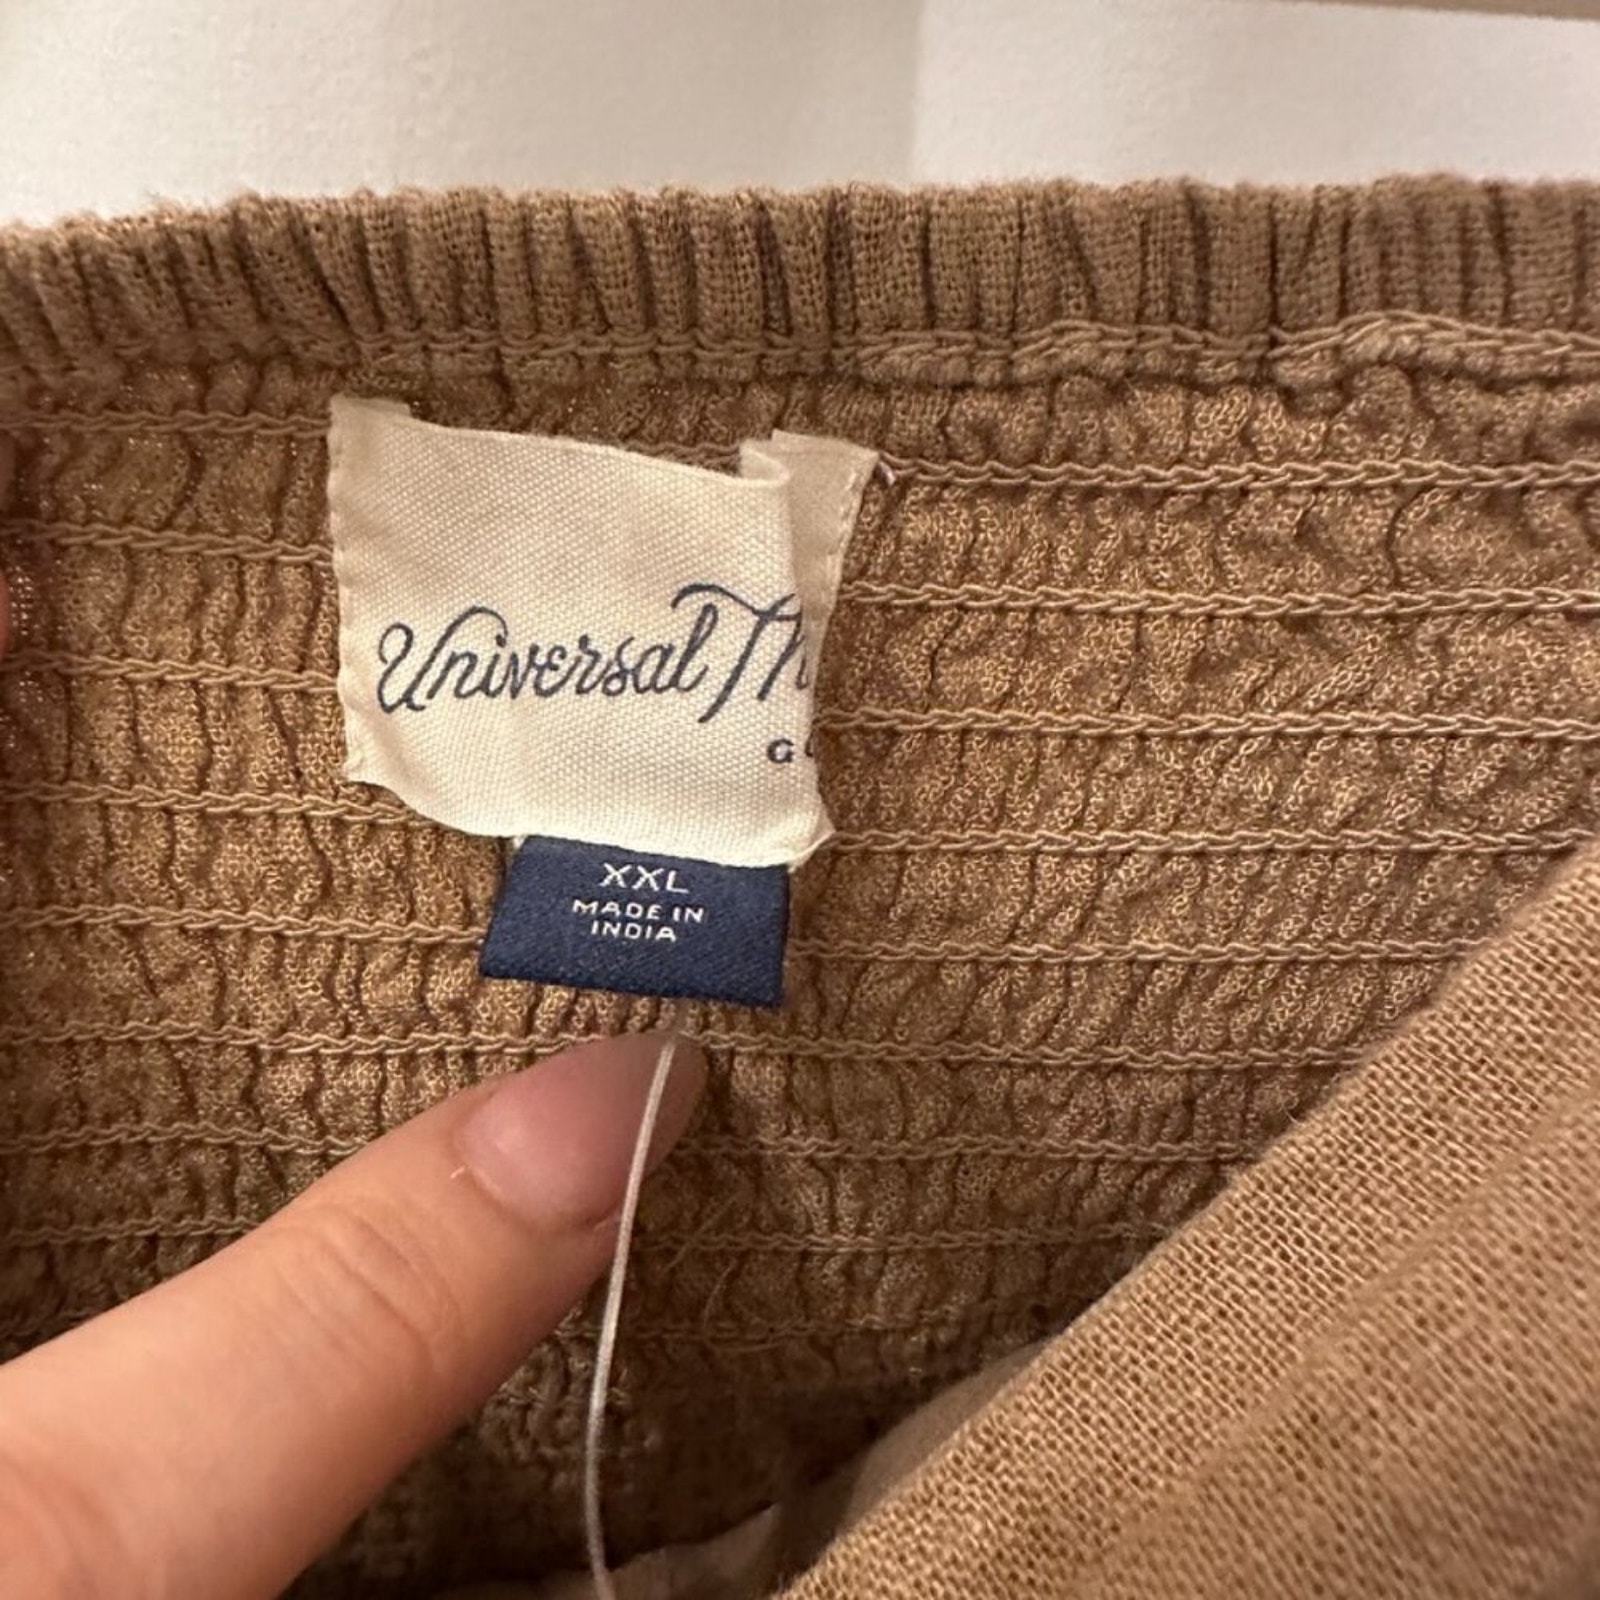 Universal Th
G
XXL
MADE IN
INDIA